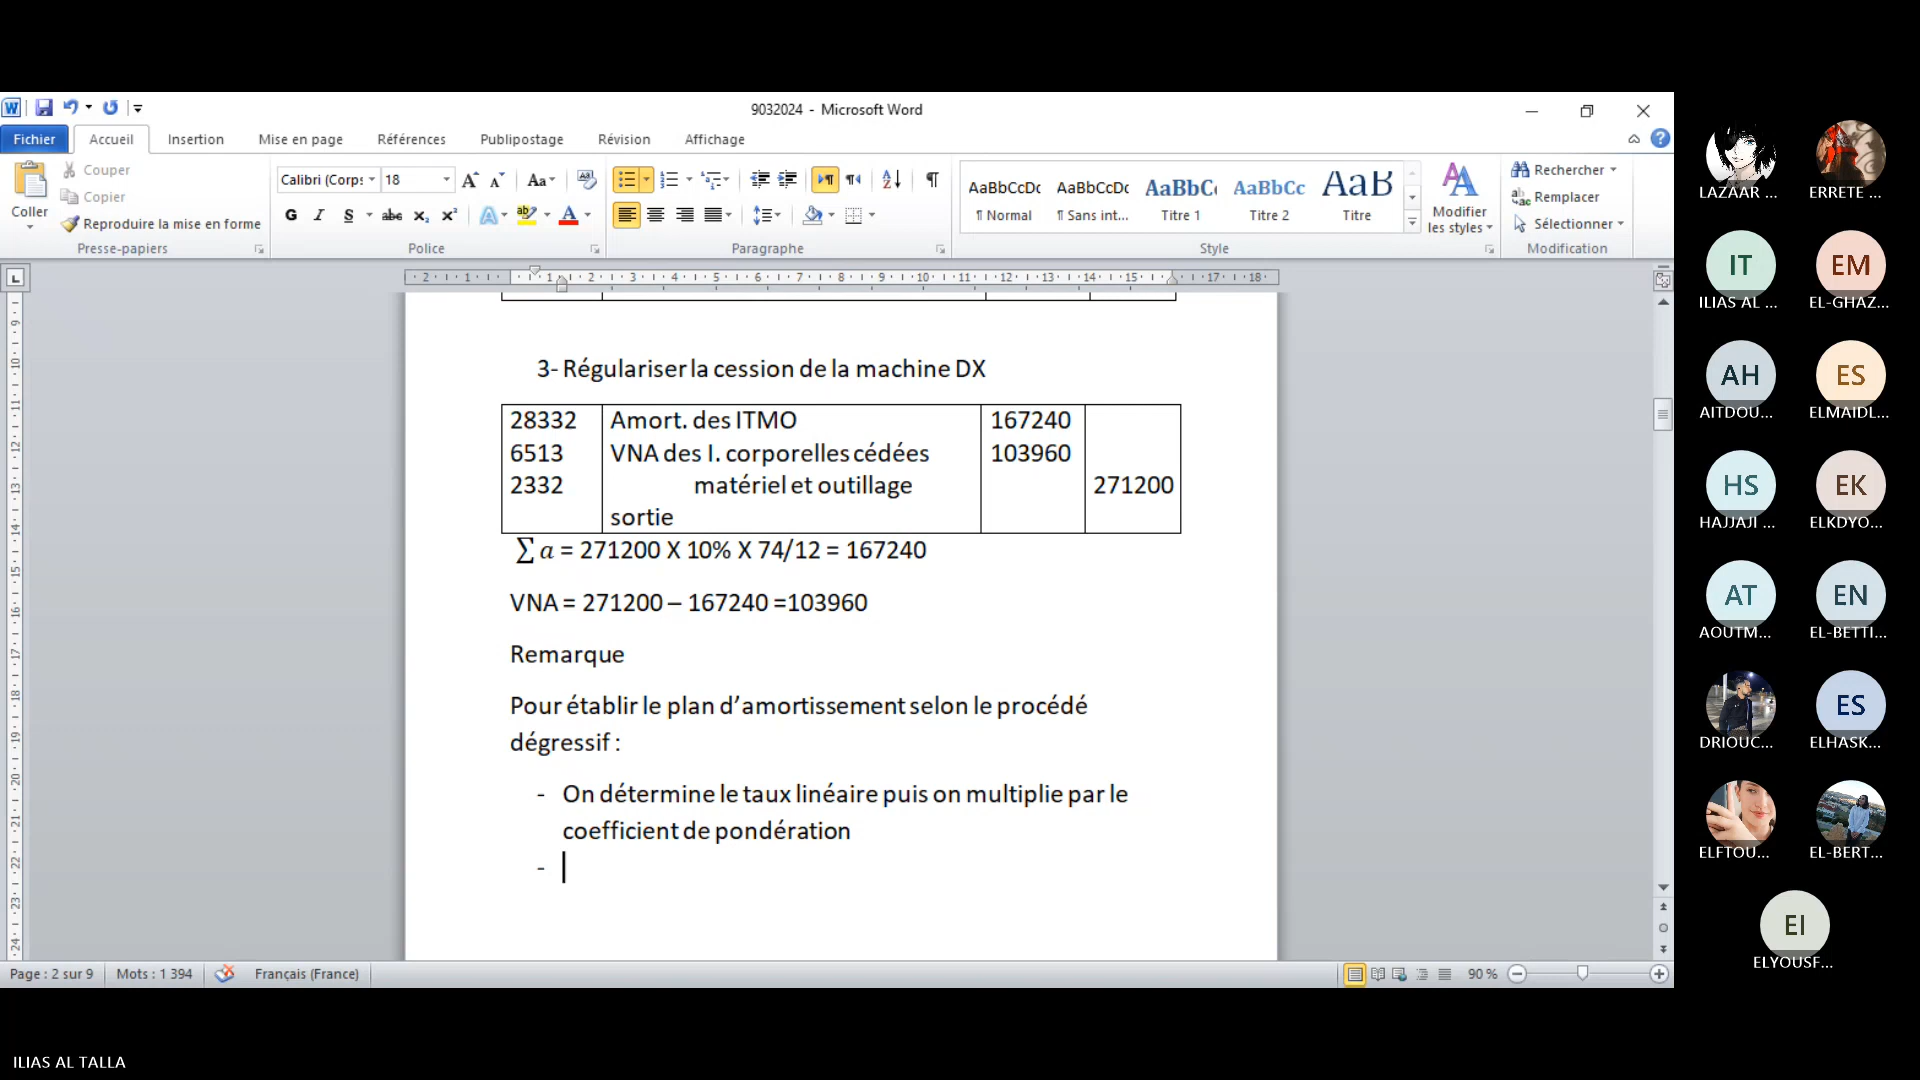 9032024 - Microsoft Word
Fichier Accueil Insertion Mise en page Références Publipostage Révision Affichage
Coller
Couper
Copier
Reproduire la mise en forme
Presse-papiers
Calibri (Corps 18
Police
Paragraphe
AaBbCcDc AaBbCcDc AaBbC AaBbCc AaB
¶ Normal ¶ Sans int... Titre 1 Titre 2 Titre
Style
Modifier
les styles
Rechercher
Remplacer
Sélectionner
Modification
3- Régulariser la cession de la machine DX
28332 Amort. des ITMO 167240
6513 VNA des I. corporelles cédées 103960
2332 matériel et outillage 271200
sortie
∑ a = 271200 X 10% X 74/12 = 167240
VNA = 271200 – 167240 =103960
Remarque
Pour établir le plan d’amortissement selon le procédé
dégressif :
- On détermine le taux linéaire puis on multiplie par le
coefficient de pondération
-
Page : 2 sur 9 Mots : 1 394 Français (France) 90 %
LAZAAR ... ERRETE ...
IT EM
ILIAS AL ... EL-GHAZ...
AH ES
AITDOU... ELMAIDL...
HS EK
HAJJAJI ... ELKDYO...
AT EN
AOUTM... EL-BETTI...
ES
DRIOUC... ELHASK...
ELFTOU... EL-BERT...
EI
ELYOUSF...
ILIAS AL TALLA